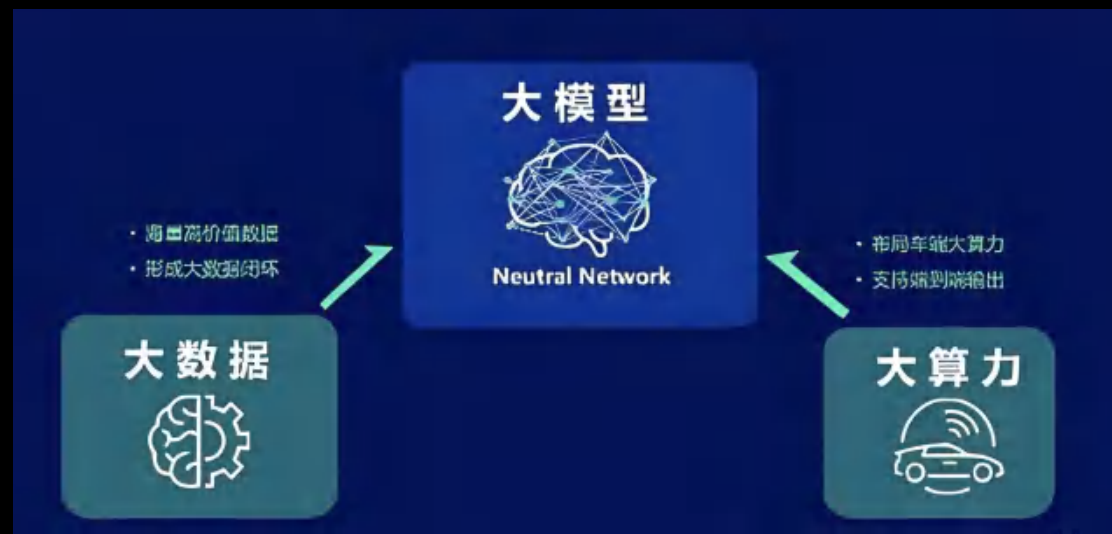 大模型
Neutral Network
· 海量高价值数据
· 形成大数据闭环
· 布局车端大算力
· 支持端到端输出
大数据
大算力